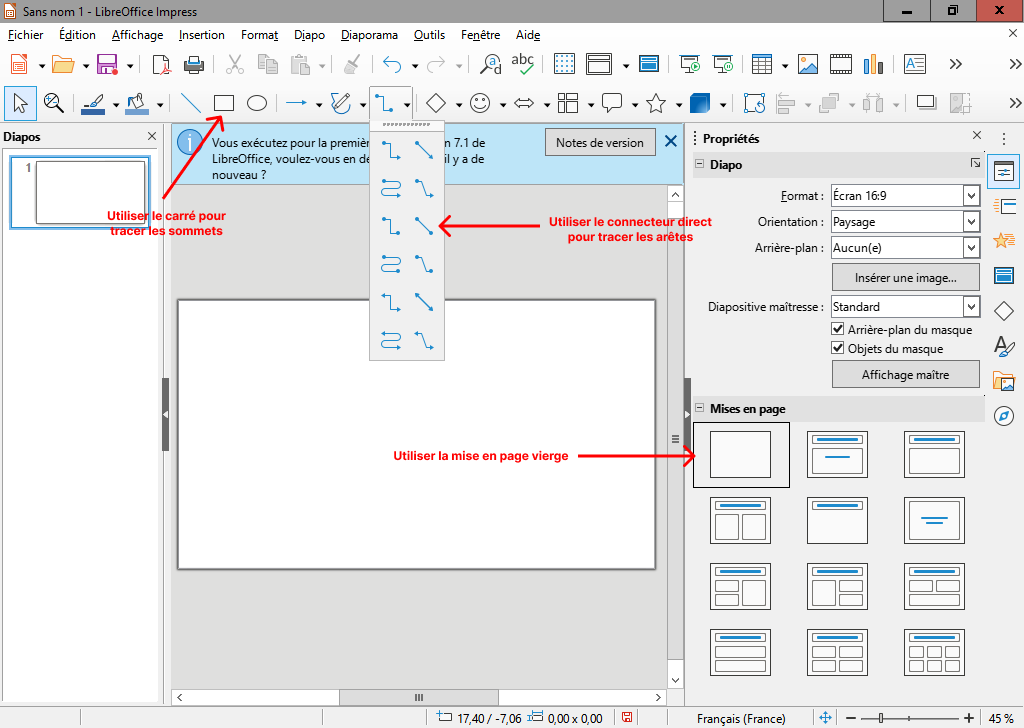 Sans nom 1 - LibreOffice Impress
Fichier Édition Affichage Insertion Format Diapo Diaporama Outils Fenêtre Aide
abc
A
Diapos
1
Vous exécutez pour la premièr
n 7.1 de
LibreOffice, voulez-vous en de
il y a de
nouveau ?
Notes de version
Utiliser le carré pour
tracer les sommets
Utiliser le connecteur direct
pour tracer les arêtes
Utiliser la mise en page vierge
Propriétés
Diapo
Format : Écran 16:9
Orientation : Paysage
Arrière-plan : Aucun(e)
Insérer une image...
Diapositive maîtresse : Standard
Arrière-plan du masque
Objets du masque
Affichage maître
Mises en page
17,40 / -7,06 0,00 x 0,00 Français (France) 45 %